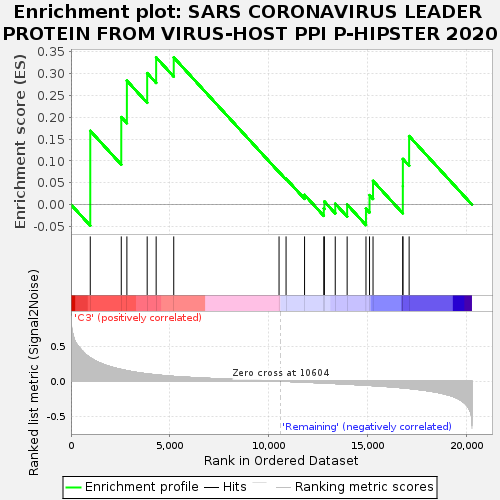 Enrichment plot: SARS CORONAVIRUS LEADER
PROTEIN FROM VIRUS-HOST PPI P-HIPSTER 2020
Enrichment score (ES)
0.35
0.30
0.25
0.20
0.15
0.10
0.05
0.00
-0.05
'C3' (positively correlated)
Ranked list metric (Signal2Noise)
0.5
0.0
-0.5
Zero cross at 10604
'Remaining' (negatively correlated)
0
5,000
10,000
15,000
20,000
Rank in Ordered Dataset
Enrichment profile
Hits
Ranking metric scores